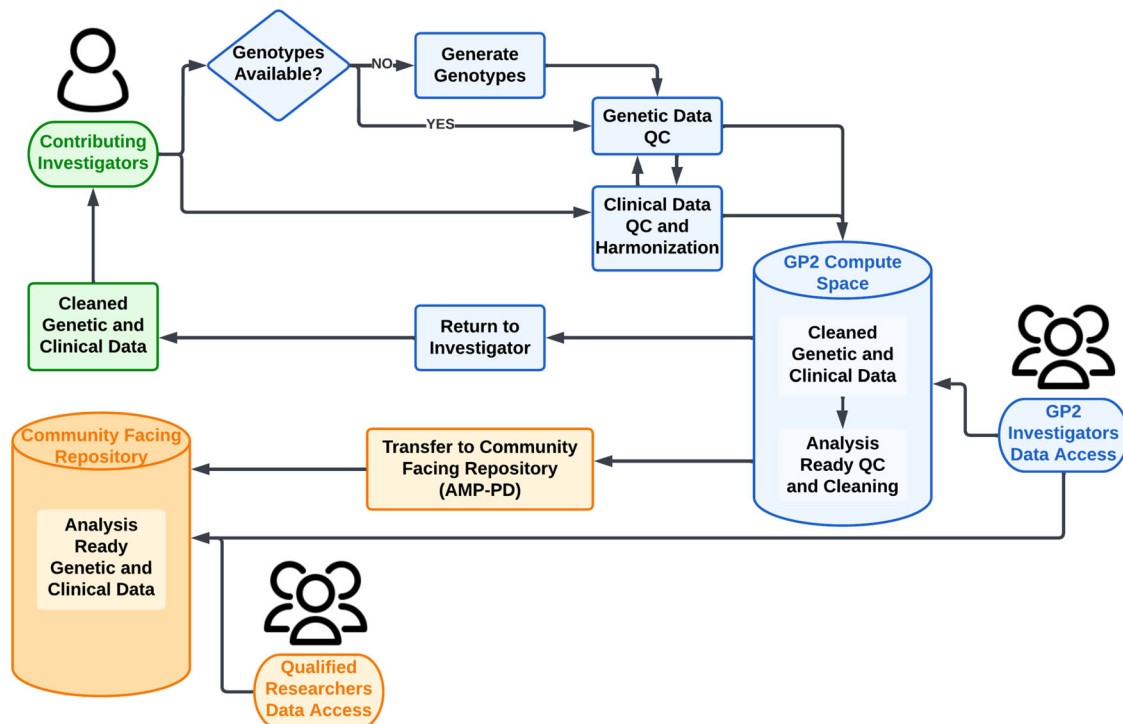 Genotypes
Available?
NO
Generate
Genotypes
YES
Genetic Data
QC
Contributing
Investigators
Clinical Data
QC and
Harmonization
GP2 Compute
Space
Cleaned
Genetic and
Clinical Data
Return to
Investigator
Cleaned
Genetic and
Clinical Data
Analysis
Ready QC
and Cleaning
GP2
Investigators
Data Access
Community Facing
Repository
Transfer to Community
Facing Repository
(AMP-PD)
Analysis
Ready
Genetic and
Clinical Data
Qualified
Researchers
Data Access